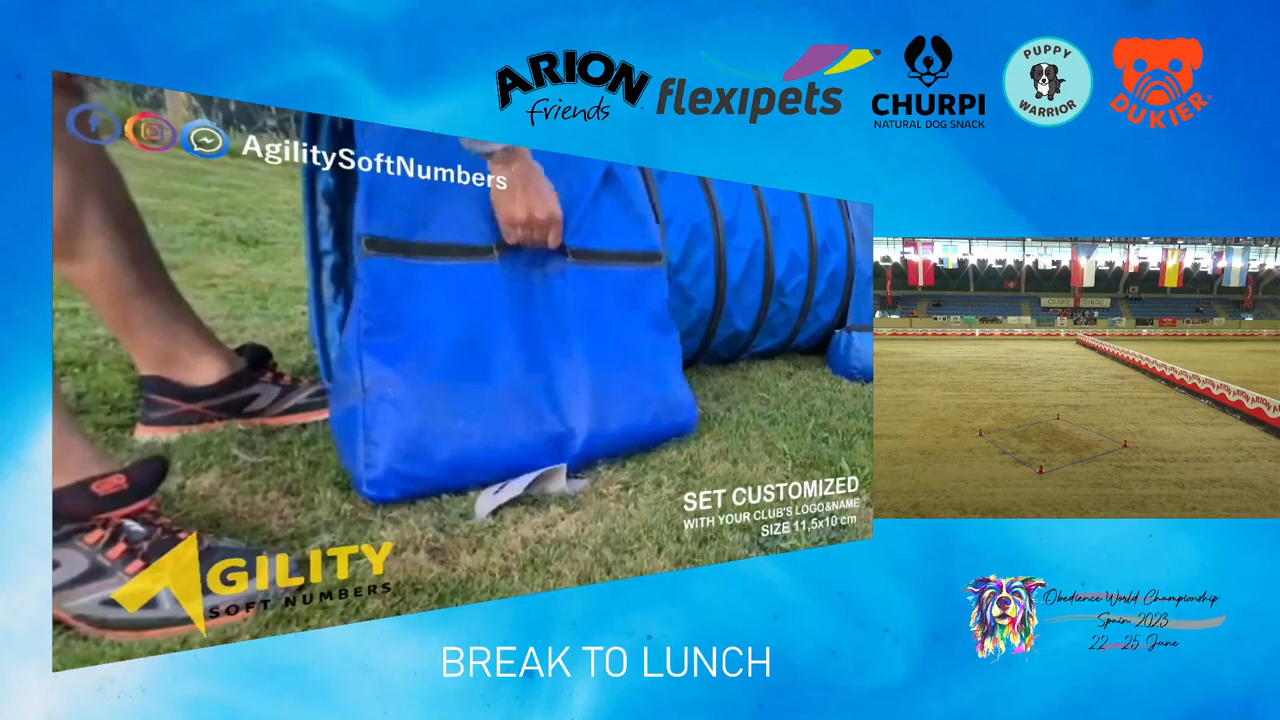 ARION
friends
flexipets
CHURPI
NATURAL DOG SNACK
PUPPY
WARRIOR
DUKIER
AgilitySoftNumbers
SET CUSTOMIZED
WITH YOUR CLUB'S LOGO&NAME
SIZE 11,5x10 cm
AGILITY
SOFT NUMBERS
Obedience World Championship
Spain 2023
22 - 25 June
BREAK TO LUNCH